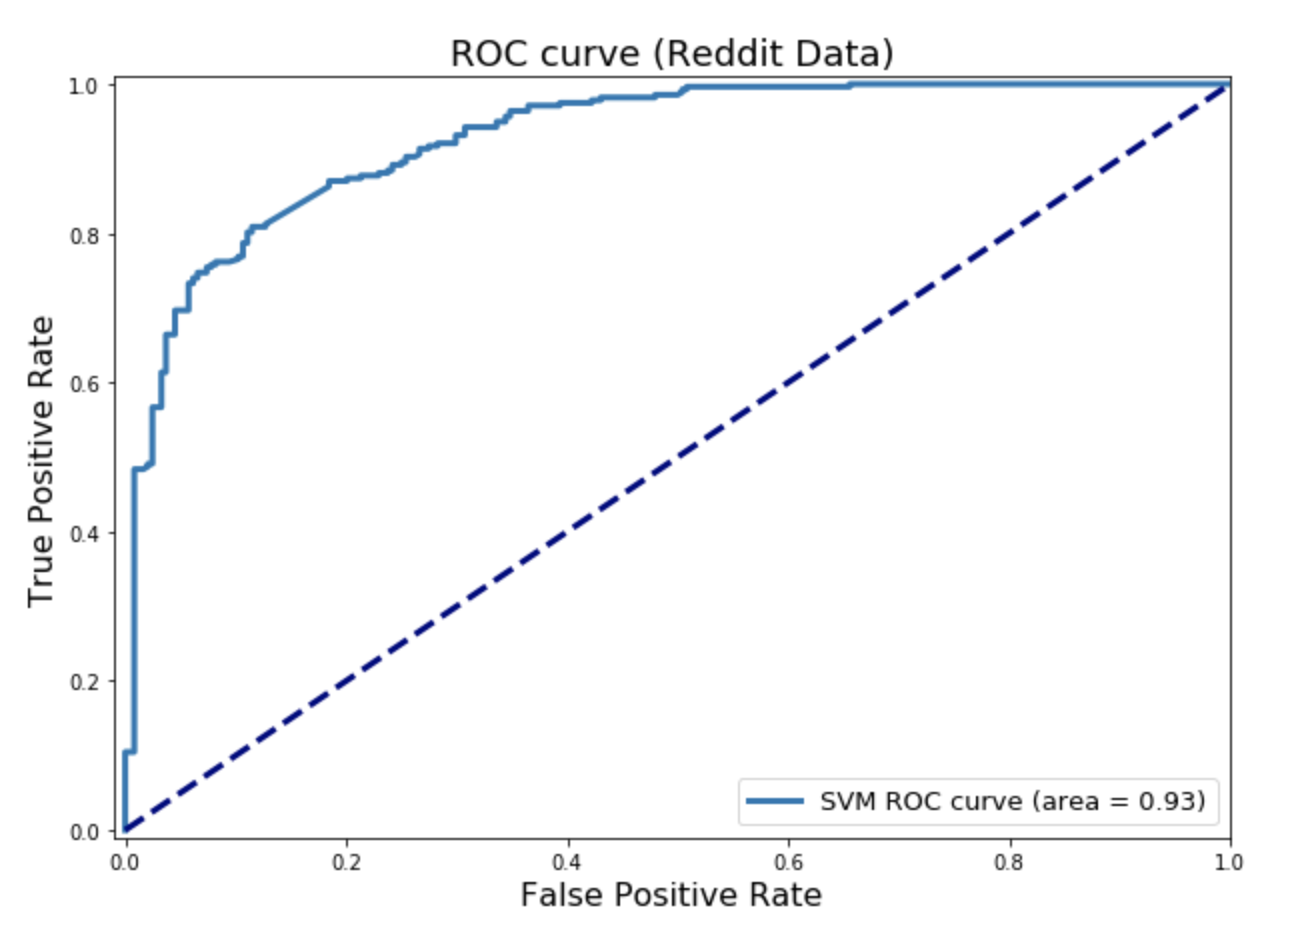 ROC curve (Reddit Data)
1.0
0.8
0.6
0.4
0.2
0.0
True Positive Rate
SVM ROC curve (area = 0.93)
0.0 0.2 0.4 0.6 0.8 1.0
False Positive Rate